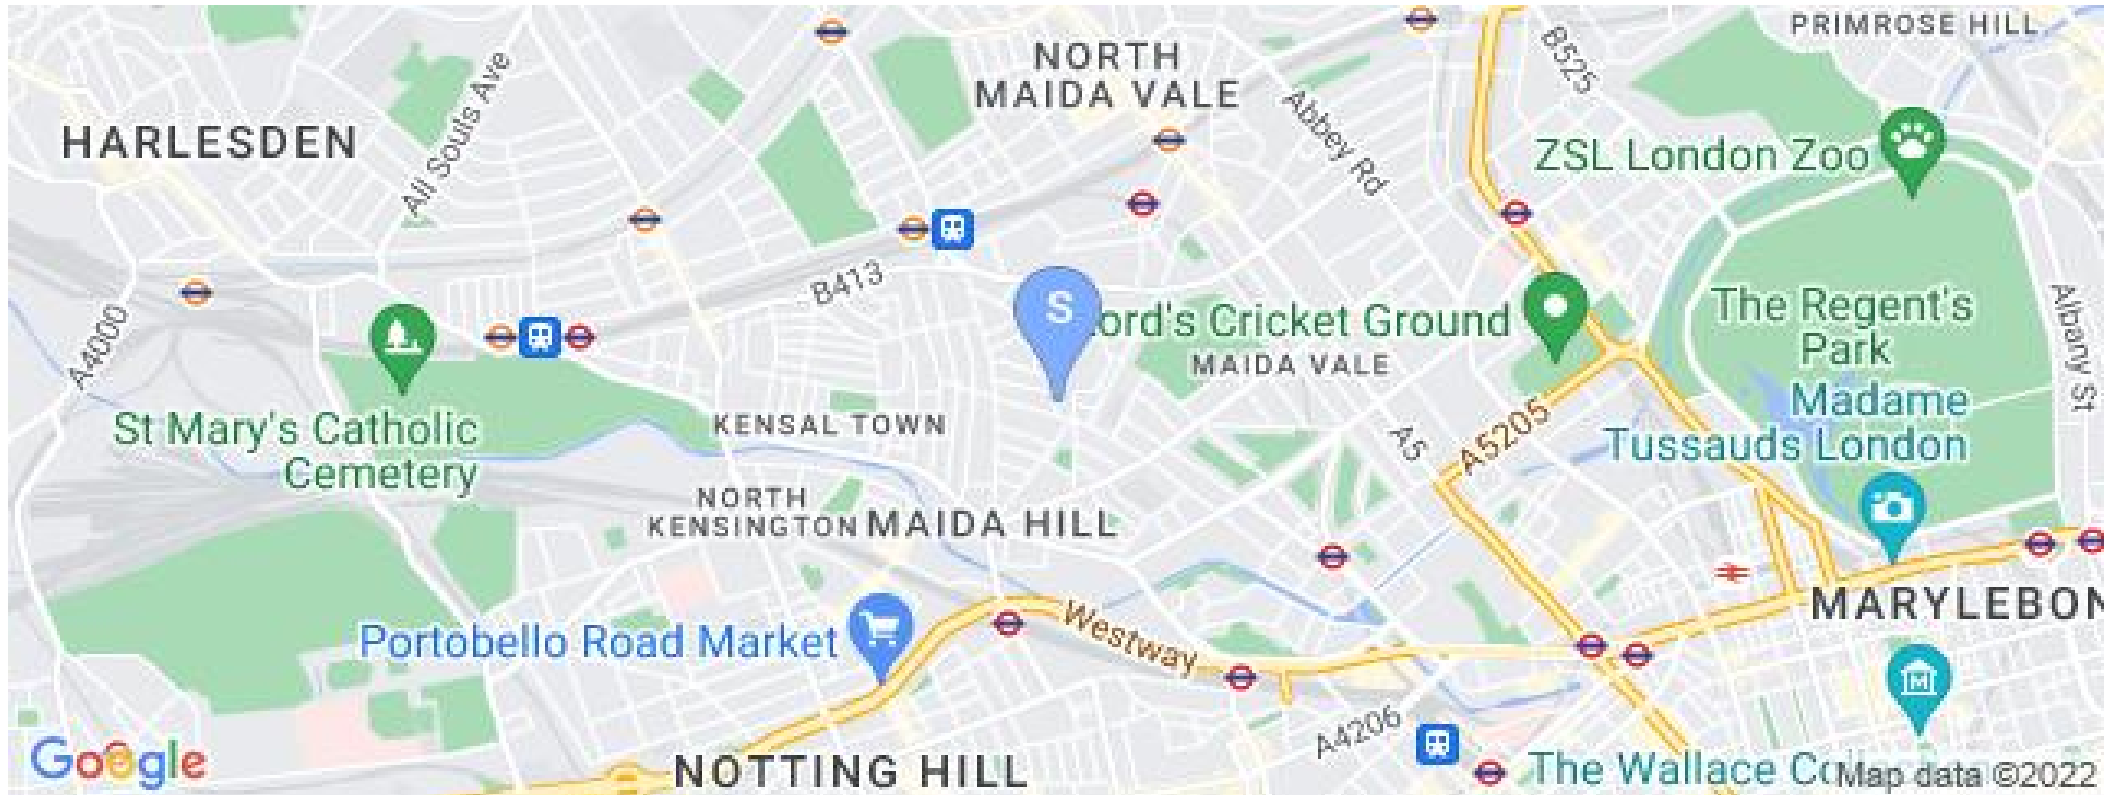 PRIMROSE HILL
B525
NORTH
MAIDA VALE
All Souls Ave
Abbey Rd
HARLESDEN
ZSL London Zoo
B413
A4000
S
ord's Cricket Ground
MAIDA VALE
The Regent's
Park
Albany St
Madame
Tussauds London
St Mary's Catholic
Cemetery
KENSAL TOWN
A5
A5205
NORTH
KENSINGTON
MAIDA HILL
Portobello Road Market
Westway
MARYLEBON
A4206
Google
NOTTING HILL
The Wallace Co
Map data ©2022